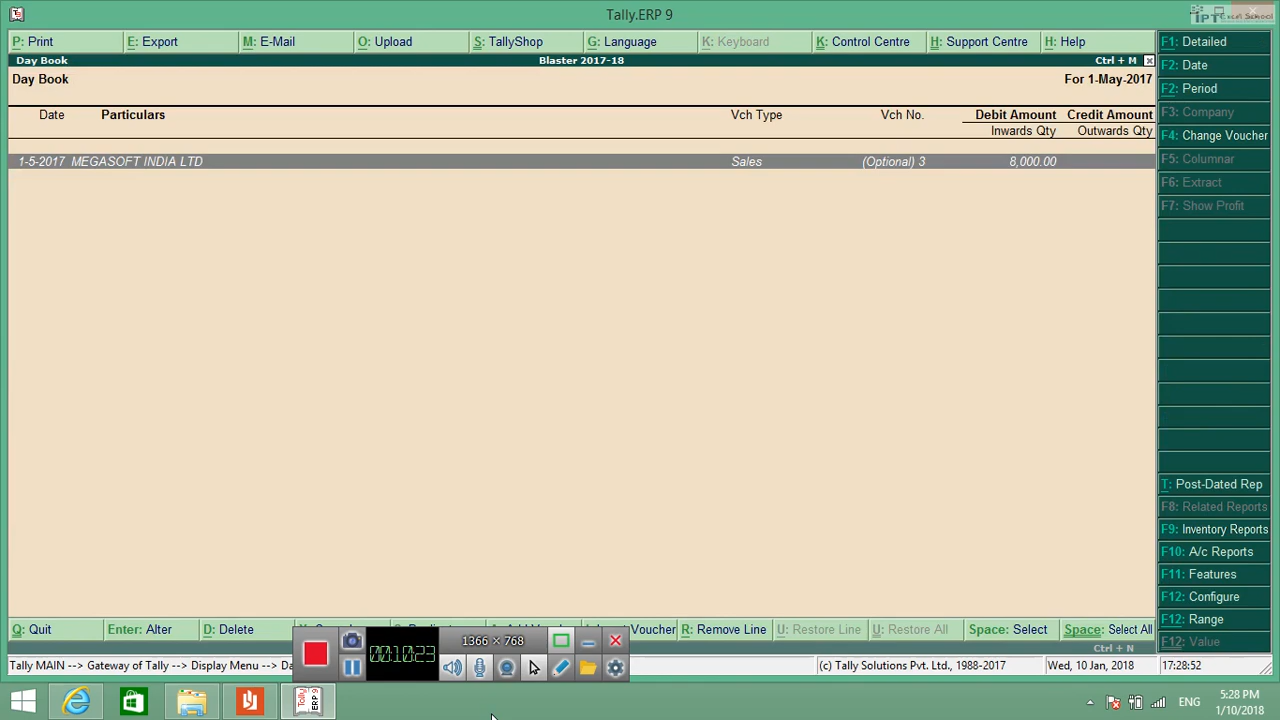 Tally.ERP 9
P: Print E: Export M: E-Mail O: Upload S: TallyShop G: Language K: Keyboard K: Control Centre H: Support Centre H: Help
Day Book Blaster 2017-18 Ctrl + M
Day Book For 1-May-2017
Date Particulars Vch Type Vch No. Debit Amount Credit Amount
Inwards Qty Outwards Qty
1-5-2017 MEGASOFT INDIA LTD Sales (Optional) 3 8,000.00
F1: Detailed
F2: Date
F2: Period
F3: Company
F4: Change Voucher
F5: Columnar
F6: Extract
F7: Show Profit
T: Post-Dated Rep
F8: Related Reports
F9: Inventory Reports
F10: A/c Reports
F11: Features
F12: Configure
F12: Range
F12: Value
Q: Quit Enter: Alter D: Delete Voucher R: Remove Line U: Restore Line U: Restore All Space: Select Space: Select All
1366 × 768
00:10:23
Ctrl + N
Tally MAIN --> Gateway of Tally --> Display Menu --> Da (c) Tally Solutions Pvt. Ltd., 1988-2017 Wed, 10 Jan, 2018 17:28:52
Tally ERP 9
ENG
5:28 PM
1/10/2018